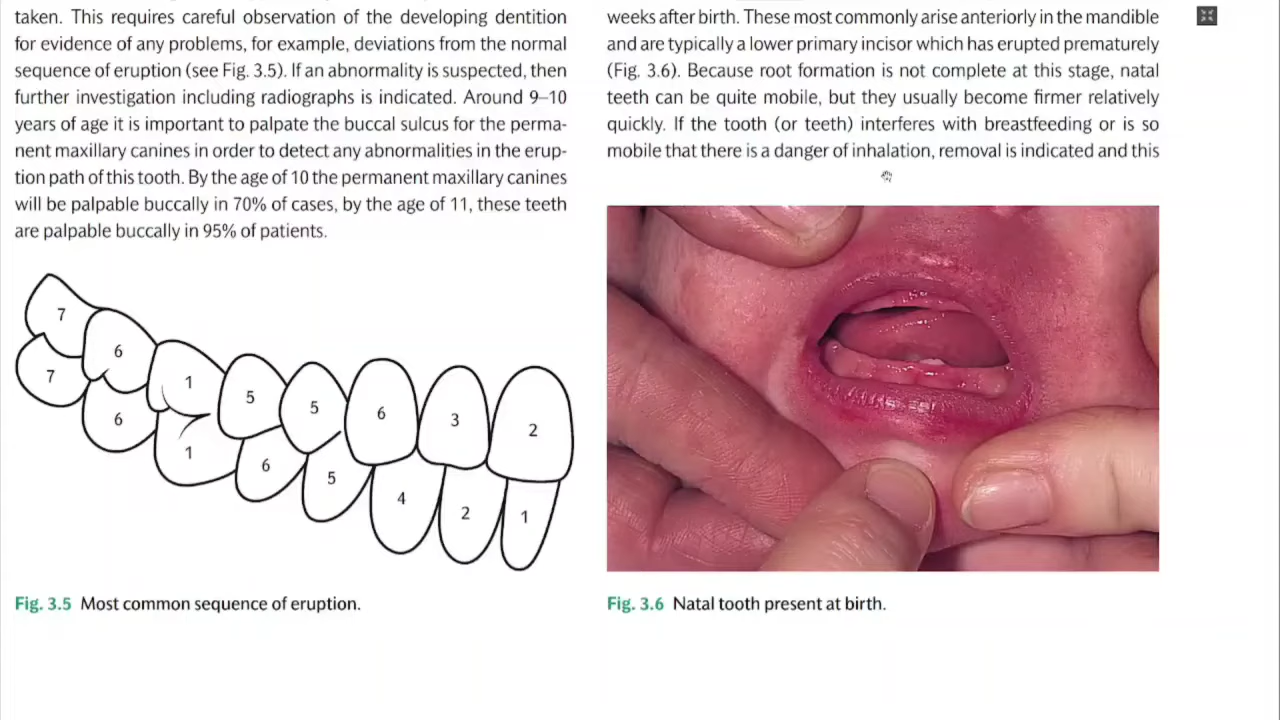 taken. This requires careful observation of the developing dentition
for evidence of any problems, for example, deviations from the normal
sequence of eruption (see Fig. 3.5). If an abnormality is suspected, then
further investigation including radiographs is indicated. Around 9–10
years of age it is important to palpate the buccal sulcus for the perma-
nent maxillary canines in order to detect any abnormalities in the erup-
tion path of this tooth. By the age of 10 the permanent maxillary canines
will be palpable buccally in 70% of cases, by the age of 11, these teeth
are palpable buccally in 95% of patients.
7
6
1
5
5
6
3
2
7
6
1
6
5
4
2
1
Fig. 3.5 Most common sequence of eruption.
weeks after birth. These most commonly arise anteriorly in the mandible
and are typically a lower primary incisor which has erupted prematurely
(Fig. 3.6). Because root formation is not complete at this stage, natal
teeth can be quite mobile, but they usually become firmer relatively
quickly. If the tooth (or teeth) interferes with breastfeeding or is so
mobile that there is a danger of inhalation, removal is indicated and this
Fig. 3.6 Natal tooth present at birth.